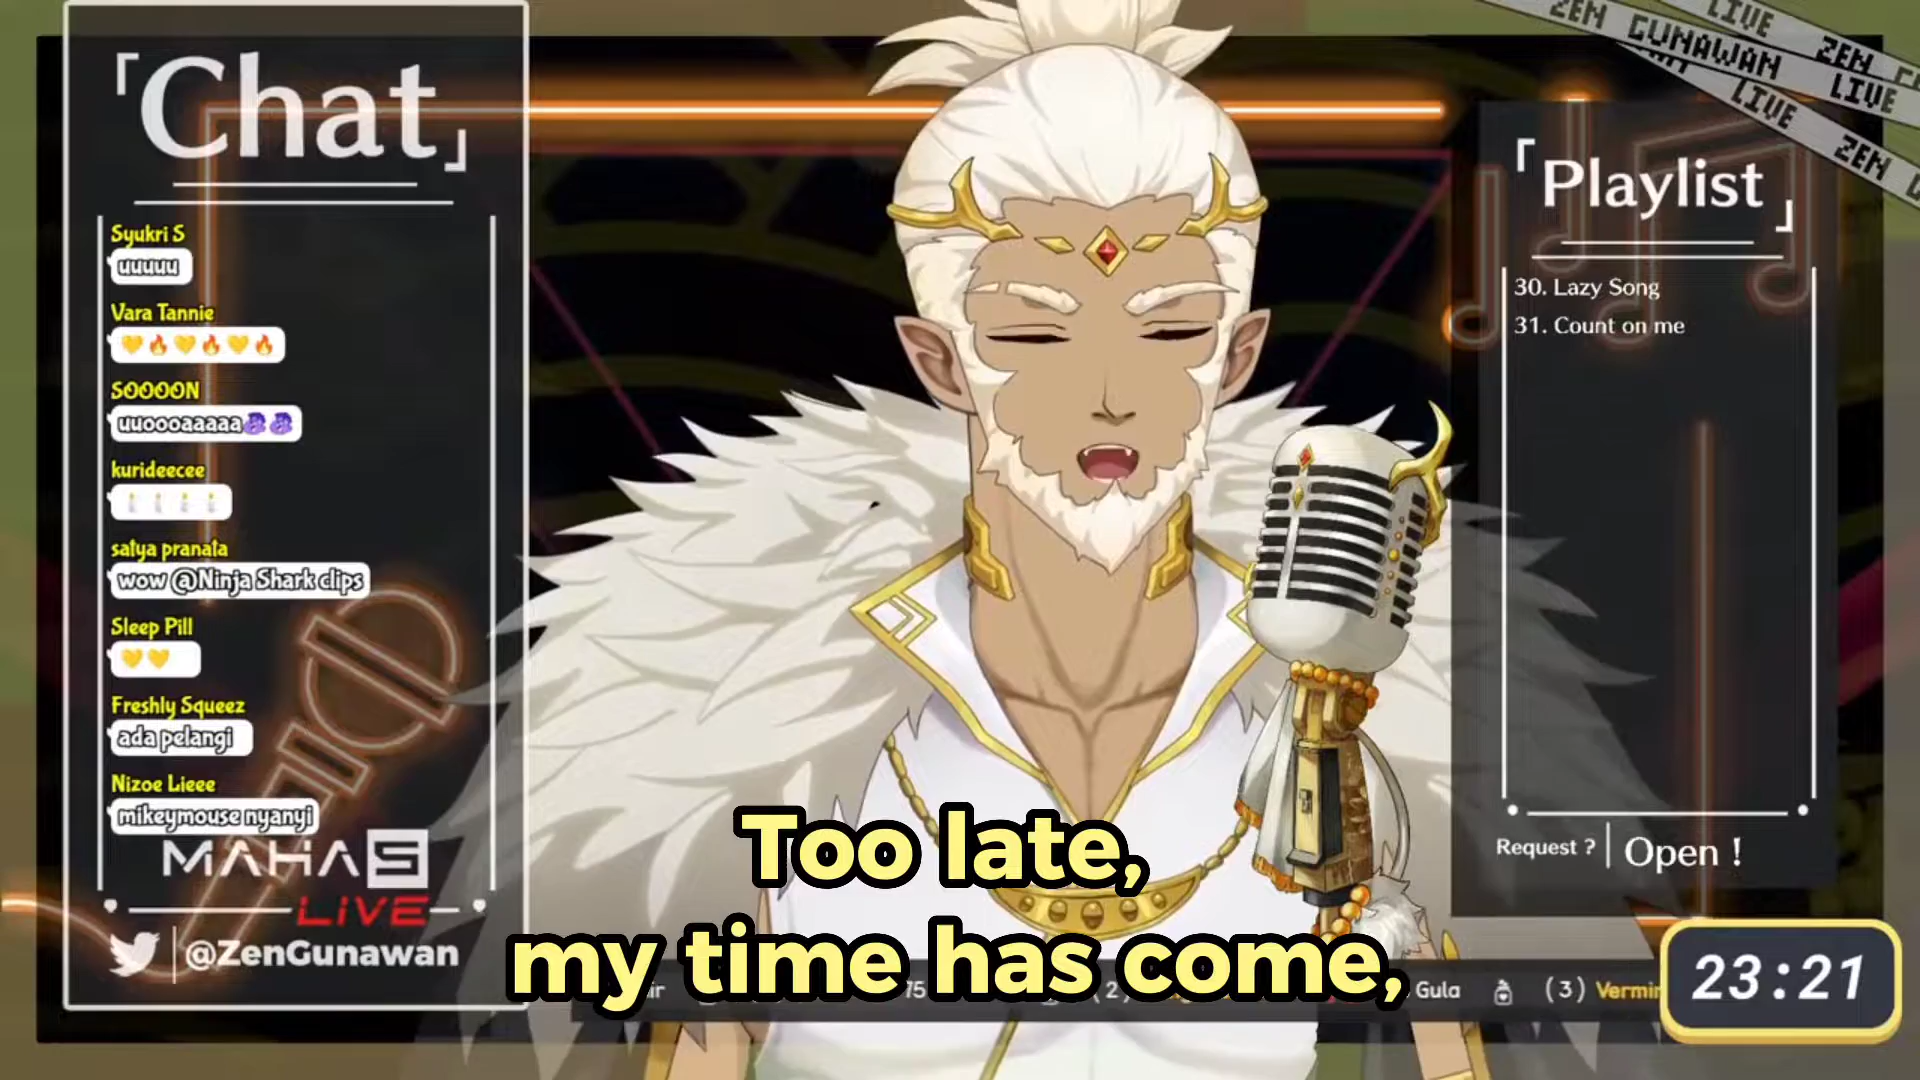 「Chat」
Syukri S
uuuuu
Vara Tannie
💛🔥💛🔥💛🔥
SOOOON
uuoooaaaaa
kurideecee
satya pranata
wow @Ninja Shark clips
Sleep Pill
💛💛
Freshly Squeez
ada pelangi
Nizoe Lieee
mikeymouse nyanyi
MAHA5
LIVE
@ZenGunawan
Too late,
my time has come,
(2)
Gula
(3) Vermin
LIVE
ZEN GUNAWAN LIVE
ZEN
LIVE
ZEN
「Playlist」
30. Lazy Song
31. Count on me
Request ? | Open !
23:21